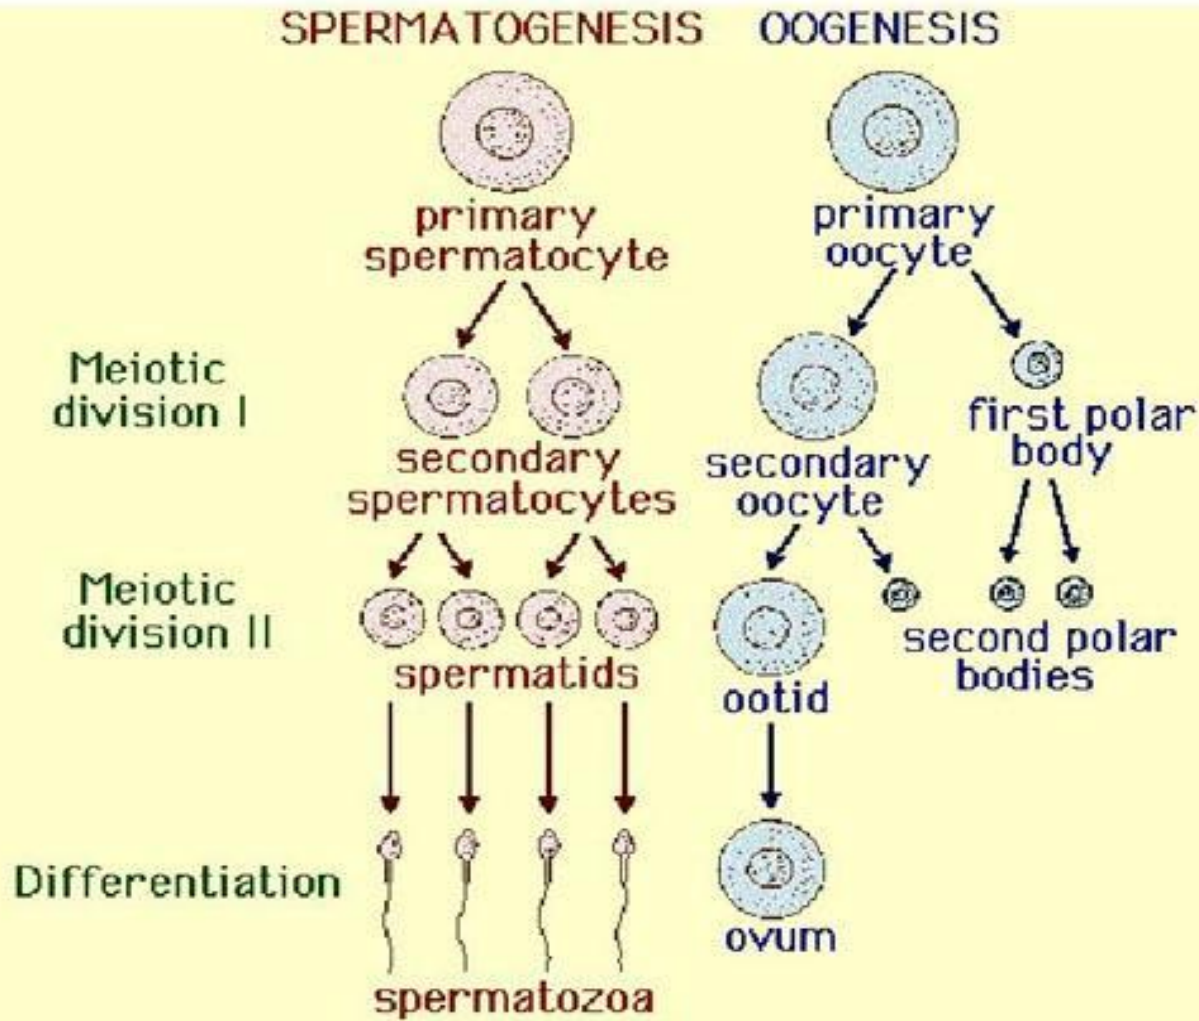 SPERMATOGENESIS OOGENESIS
primary
spermatocyte
primary
oocyte
Meiotic
division I
secondary
spermatocytes
secondary
oocyte
first polar
body
Meiotic
division II
spermatids
ootid
second polar
bodies
Differentiation
spermatozoa
ovum